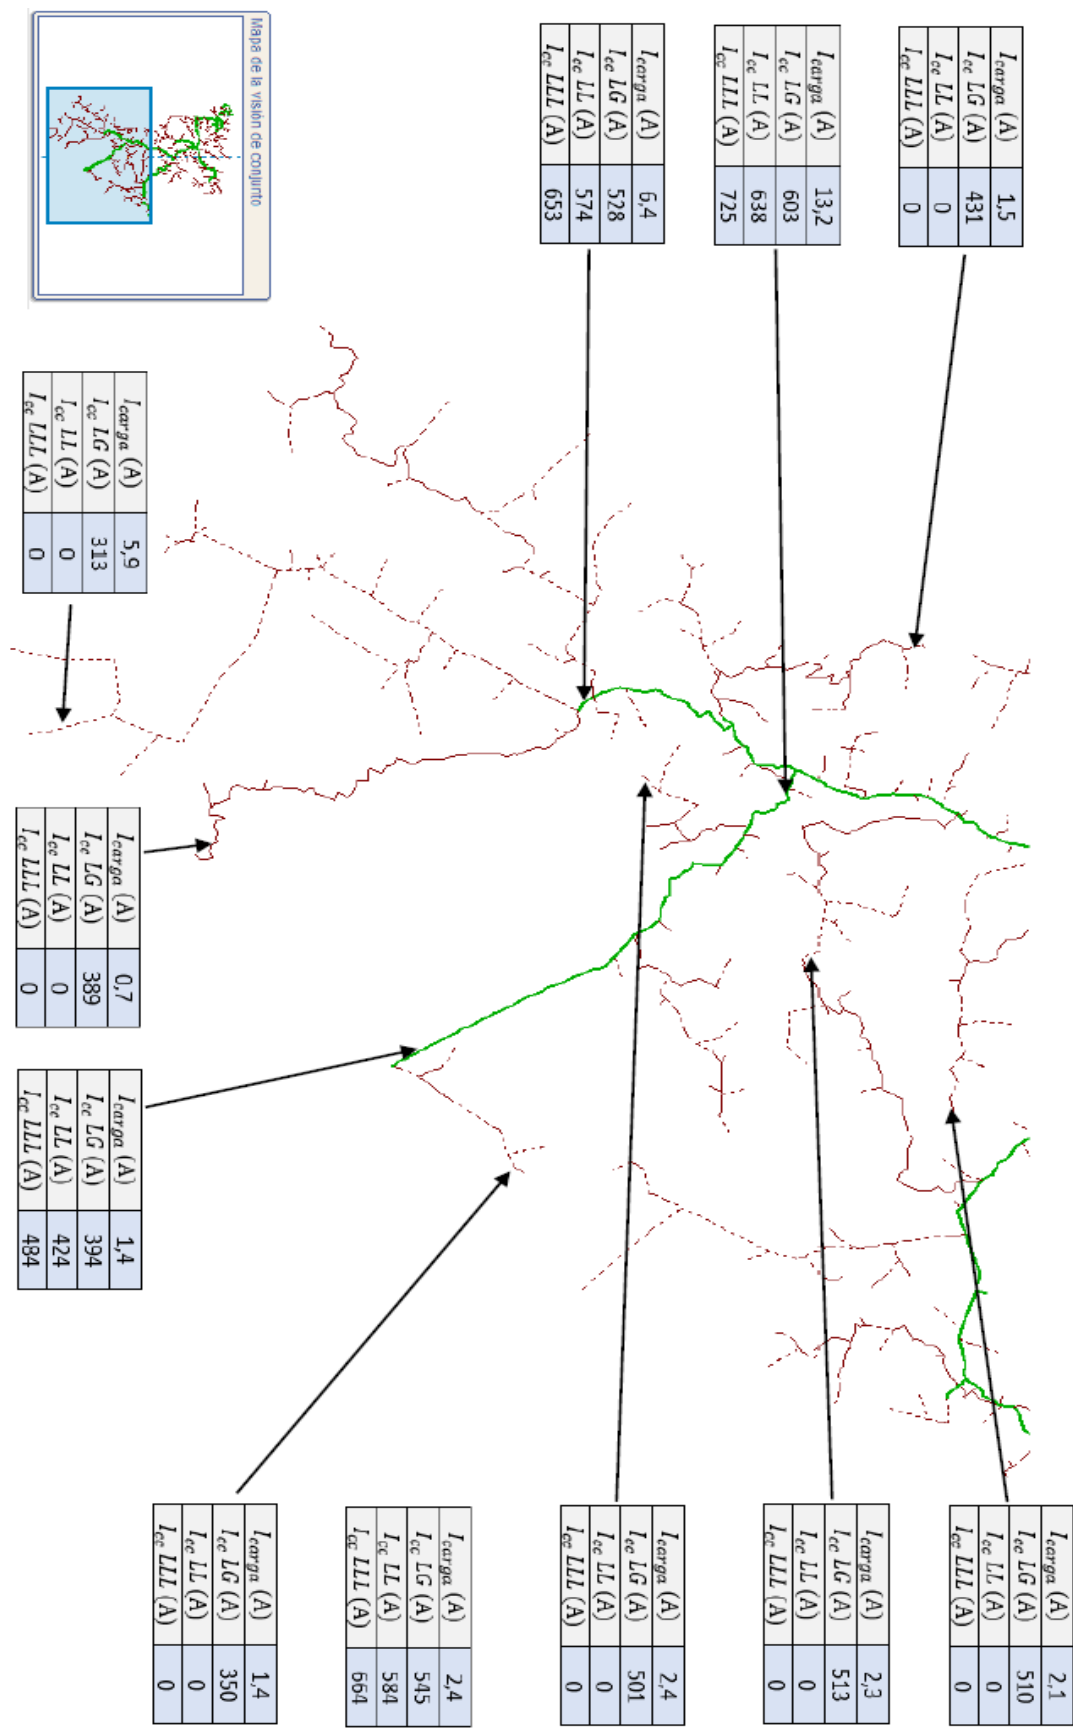 I_carga (A) 2,1
I_cc LG (A) 510
I_cc LL (A) 0
I_cc LLL (A) 0
I_carga (A) 1,5
I_cc LG (A) 431
I_cc LL (A) 0
I_cc LLL (A) 0
I_carga (A) 2,3
I_cc LG (A) 513
I_cc LL (A) 0
I_cc LLL (A) 0
I_carga (A) 13,2
I_cc LG (A) 603
I_cc LL (A) 638
I_cc LLL (A) 725
I_carga (A) 2,4
I_cc LG (A) 501
I_cc LL (A) 0
I_cc LLL (A) 0
I_carga (A) 6,4
I_cc LG (A) 528
I_cc LL (A) 574
I_cc LLL (A) 653
I_carga (A) 2,4
I_cc LG (A) 545
I_cc LL (A) 584
I_cc LLL (A) 664
Mapa de la visión de conjunto
I_carga (A) 1,4
I_cc LG (A) 350
I_cc LL (A) 0
I_cc LLL (A) 0
I_carga (A) 5,9
I_cc LG (A) 313
I_cc LL (A) 0
I_cc LLL (A) 0
I_carga (A) 0,7
I_cc LG (A) 389
I_cc LL (A) 0
I_cc LLL (A) 0
I_carga (A) 1,4
I_cc LG (A) 394
I_cc LL (A) 424
I_cc LLL (A) 484